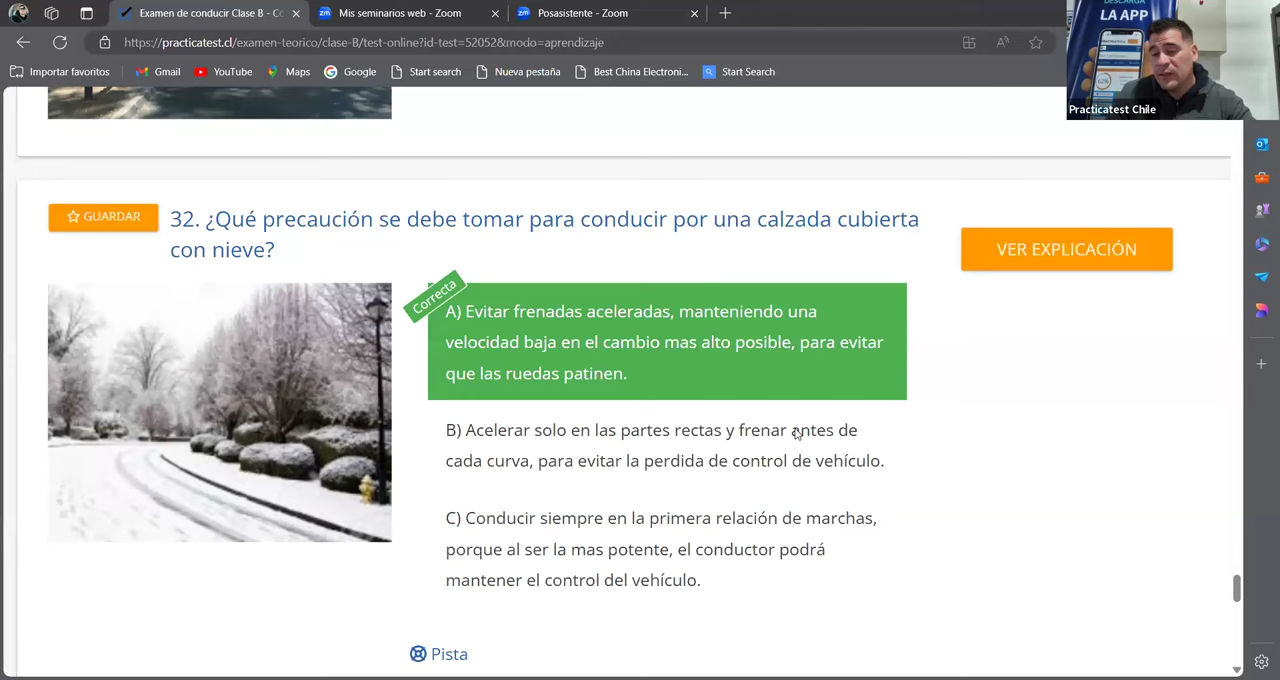 Examen de conducir Clase B - Co
Mis seminarios web - Zoom
Posasistente - Zoom
https://practicatest.cl/examen-teorico/clase-B/test-online?id-test=52052&modo=aprendizaje
Importar favoritos
Gmail
YouTube
Maps
Google
Start search
Nueva pestaña
Best China Electroni...
Start Search
DESCARGA
LA APP
Practicatest Chile
GUARDAR
32. ¿Qué precaución se debe tomar para conducir por una calzada cubierta
con nieve?
VER EXPLICACIÓN
Correcta
A) Evitar frenadas aceleradas, manteniendo una
velocidad baja en el cambio mas alto posible, para evitar
que las ruedas patinen.
B) Acelerar solo en las partes rectas y frenar antes de
cada curva, para evitar la perdida de control de vehículo.
C) Conducir siempre en la primera relación de marchas,
porque al ser la mas potente, el conductor podrá
mantener el control del vehículo.
Pista